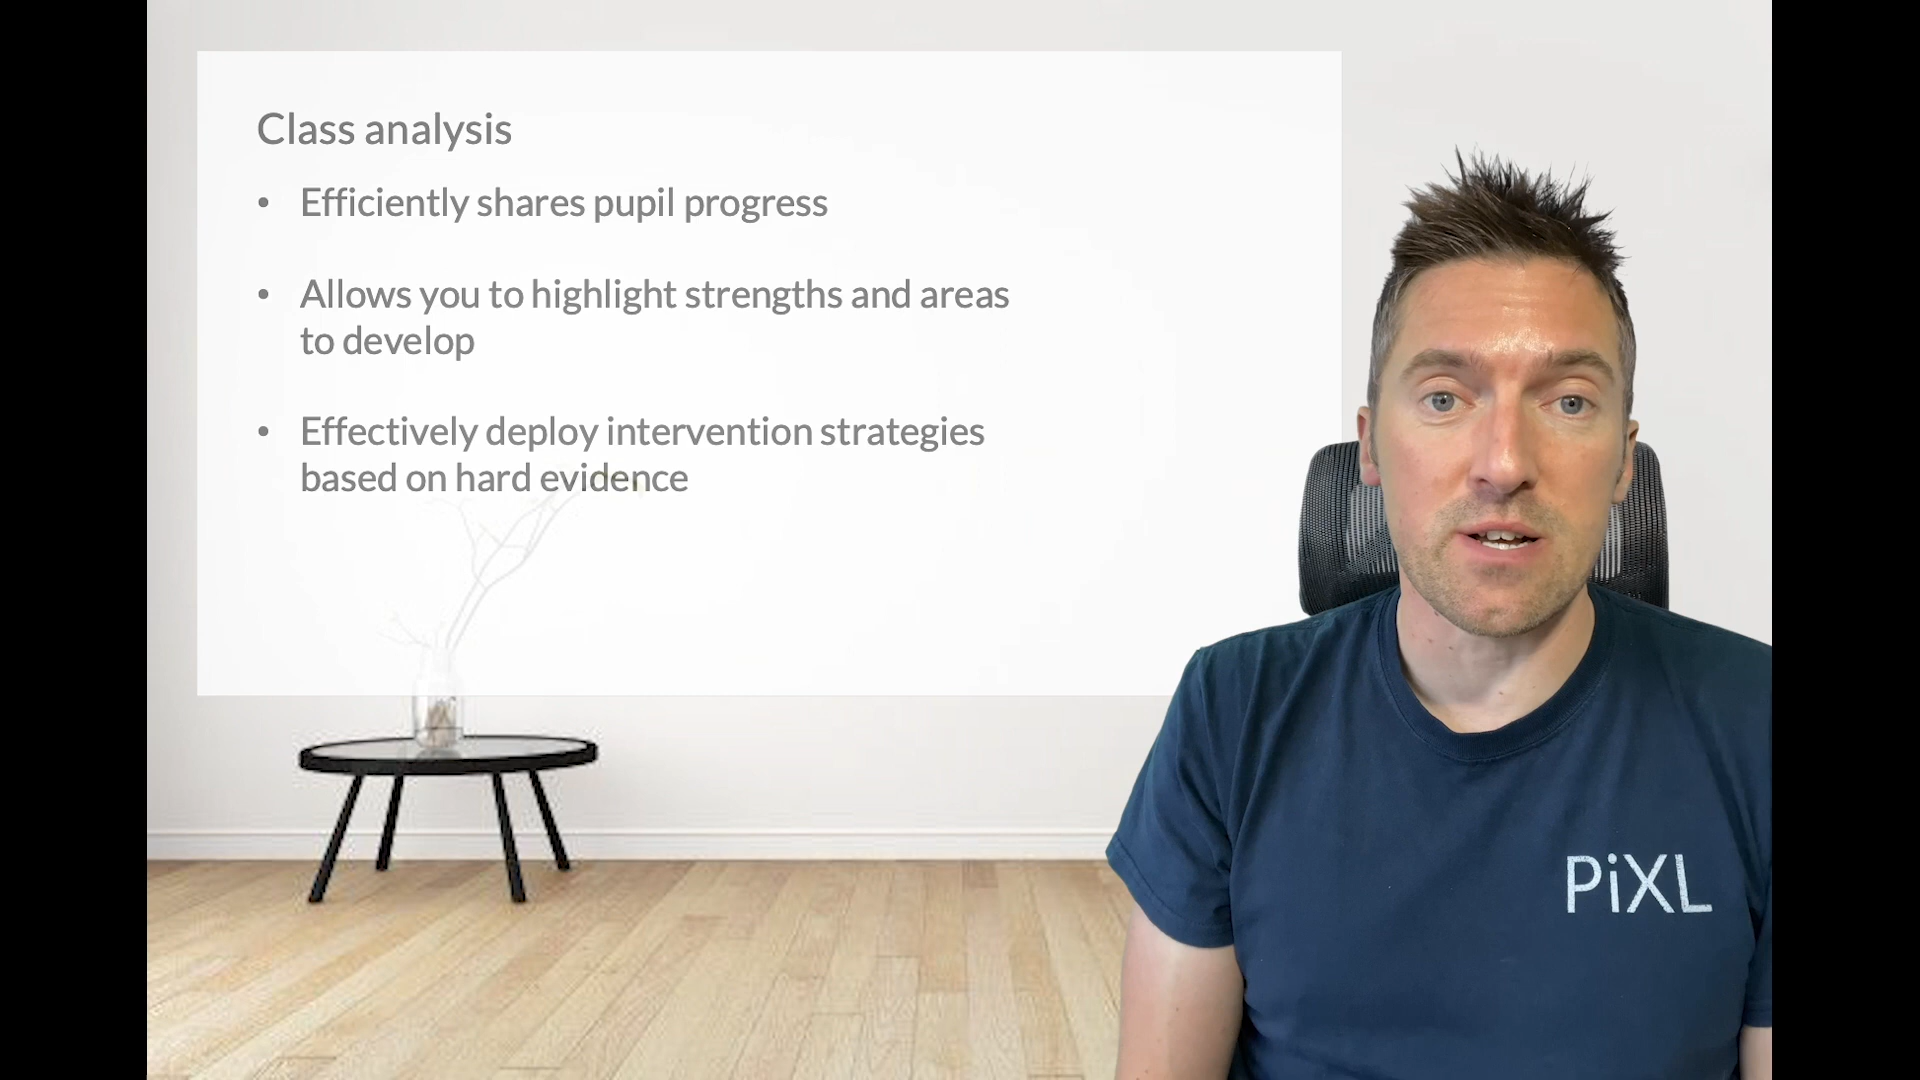 Class analysis
• Efficiently shares pupil progress
• Allows you to highlight strengths and areas
to develop
• Effectively deploy intervention strategies
based on hard evidence
PiXL